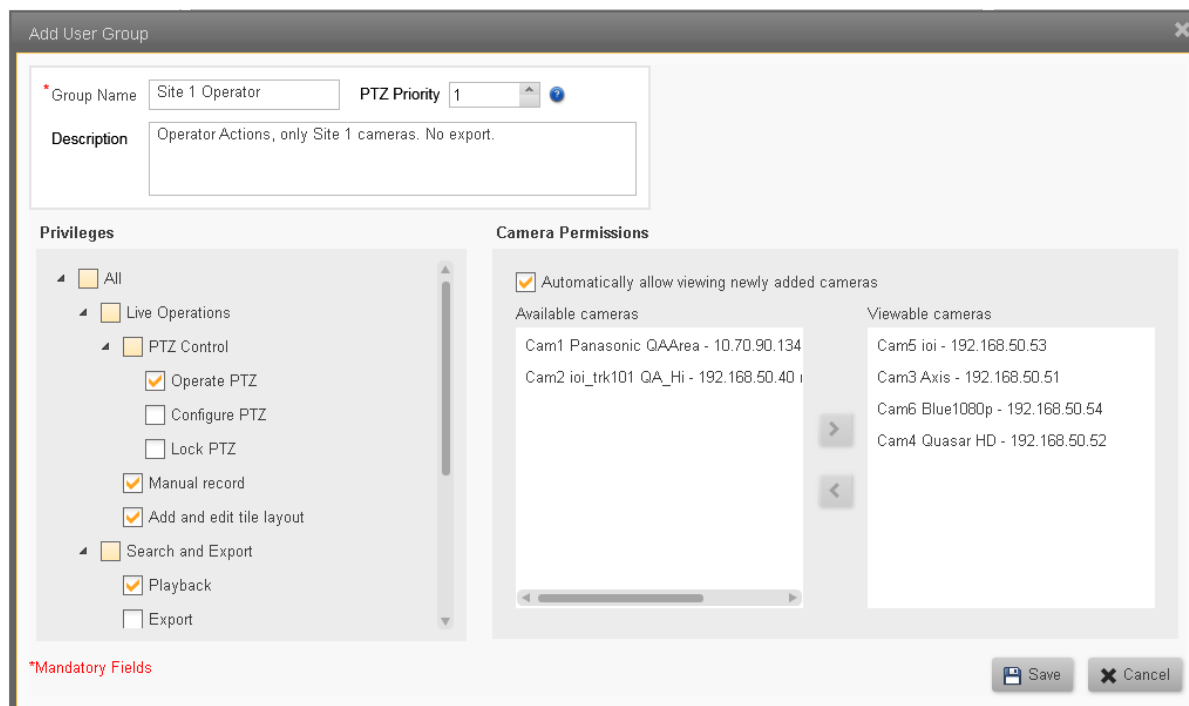 Add User Group
*Group Name Site 1 Operator PTZ Priority 1
Description Operator Actions, only Site 1 cameras. No export.
Privileges
All
Live Operations
PTZ Control
Operate PTZ
Configure PTZ
Lock PTZ
Manual record
Add and edit tile layout
Search and Export
Playback
Export
Camera Permissions
Automatically allow viewing newly added cameras
Available cameras
Cam1 Panasonic QAArea - 10.70.90.134
Cam2 ioi_trk101 QA_Hi - 192.168.50.40
Viewable cameras
Cam5 ioi - 192.168.50.53
Cam3 Axis - 192.168.50.51
Cam6 Blue1080p - 192.168.50.54
Cam4 Quasar HD - 192.168.50.52
*Mandatory Fields
Save
Cancel